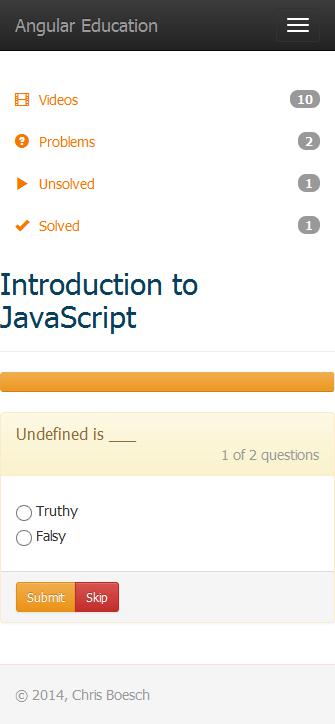 Angular Education
Videos 10
Problems 2
Unsolved 1
Solved 1
Introduction to
JavaScript
Undefined is ___
1 of 2 questions
Truthy
Falsy
Submit Skip
© 2014, Chris Boesch